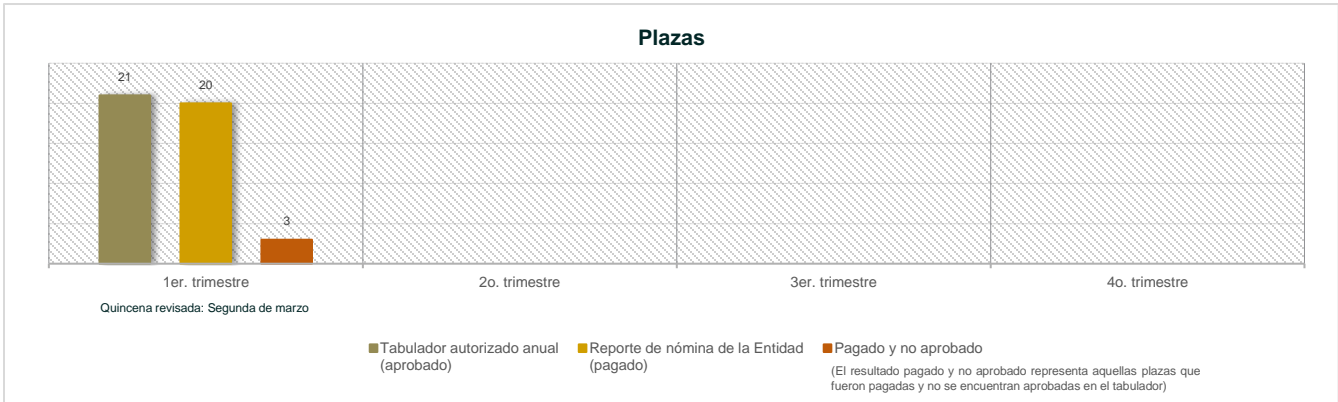 Plazas
21
20
3
1er. trimestre
2o. trimestre
3er. trimestre
4o. trimestre
Quincena revisada: Segunda de marzo
Tabulador autorizado anual
(aprobado)
Reporte de nómina de la Entidad
(pagado)
Pagado y no aprobado
(El resultado pagado y no aprobado representa aquellas plazas que
fueron pagadas y no se encuentran aprobadas en el tabulador)